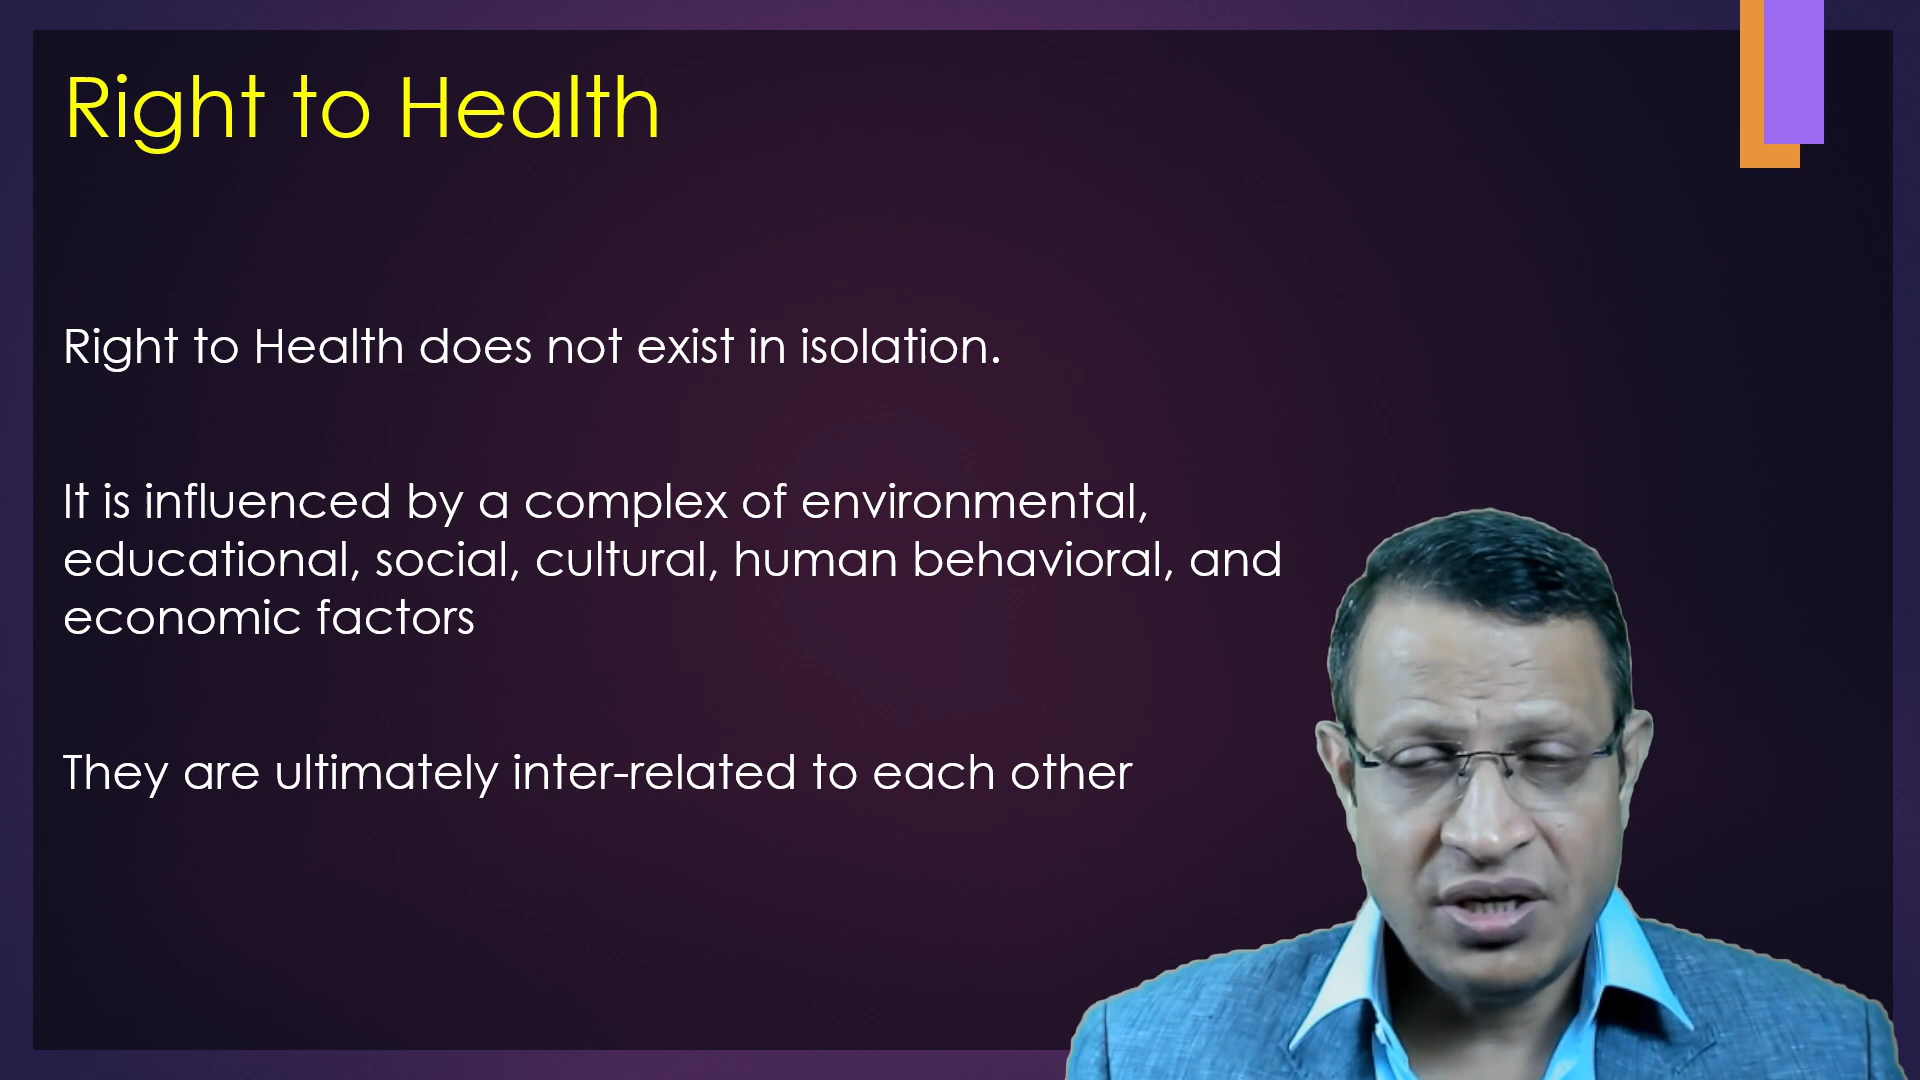 Right to Health
Right to Health does not exist in isolation.
It is influenced by a complex of environmental,
educational, social, cultural, human behavioral, and
economic factors
They are ultimately inter-related to each other